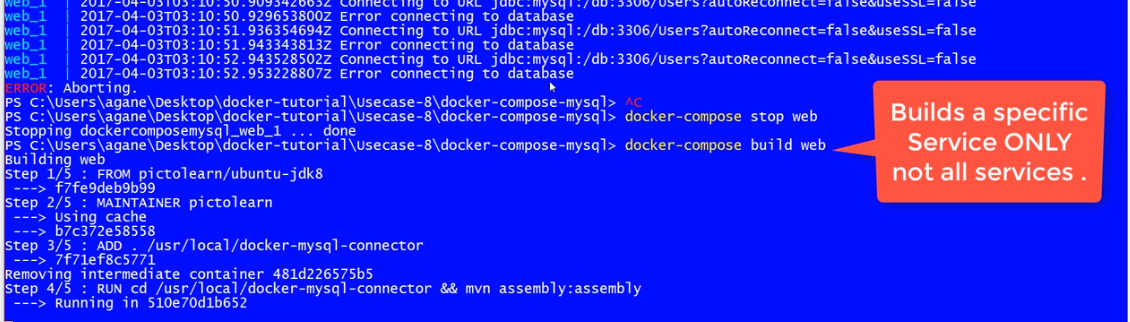 web_1  | 2017-04-03T03:10:50.909342663Z Connecting to URL jdbc:mysql:/db:3306/Users?autoReconnect=false&useSSL=false
web_1  | 2017-04-03T03:10:50.929653800Z Error connecting to database
web_1  | 2017-04-03T03:10:51.936354694Z Connecting to URL jdbc:mysql:/db:3306/Users?autoReconnect=false&useSSL=false
web_1  | 2017-04-03T03:10:51.943343813Z Error connecting to database
web_1  | 2017-04-03T03:10:52.943528502Z Connecting to URL jdbc:mysql:/db:3306/Users?autoReconnect=false&useSSL=false
web_1  | 2017-04-03T03:10:52.953228807Z Error connecting to database
ERROR: Aborting.
PS C:\Users\agane\Desktop\docker-tutorial\Usecase-8\docker-compose-mysql> ^C
PS C:\Users\agane\Desktop\docker-tutorial\Usecase-8\docker-compose-mysql> docker-compose stop web
Stopping dockercomposemysql_web_1 ... done
PS C:\Users\agane\Desktop\docker-tutorial\Usecase-8\docker-compose-mysql> docker-compose build web
Building web
Step 1/5 : FROM pictolearn/ubuntu-jdk8
 ---> f7fe9deb9b99
Step 2/5 : MAINTAINER pictolearn
 ---> Using cache
 ---> b7c372e58558
Step 3/5 : ADD . /usr/local/docker-mysql-connector
 ---> 7f71ef8c5771
Removing intermediate container 481d226575b5
Step 4/5 : RUN cd /usr/local/docker-mysql-connector && mvn assembly:assembly
 ---> Running in 510e70d1b652
Builds a specific
Service ONLY
not all services .